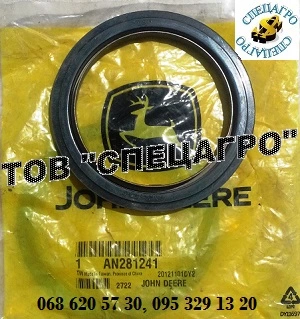 СПЕЦАГРО
СПЕЦАГРО
ТОВ "СПЕЦАГРО"
JOHN DEERE
1 AN281241
2722 JOHN DEERE
068 620 57 30, 095 329 13 20